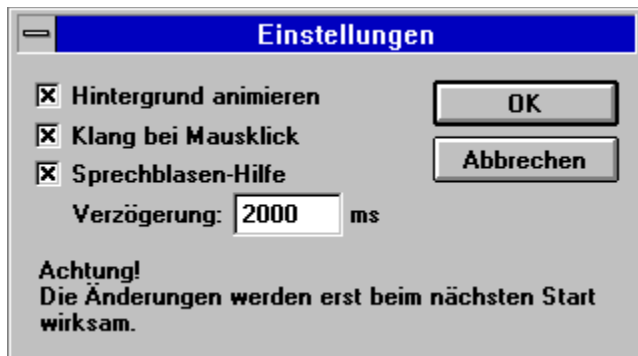 Einstellungen
Hintergrund animieren
Klang bei Mausklick
Sprechblasen-Hilfe
Verzögerung: 2000 ms
OK
Abbrechen
Achtung!
Die Änderungen werden erst beim nächsten Start
wirksam.